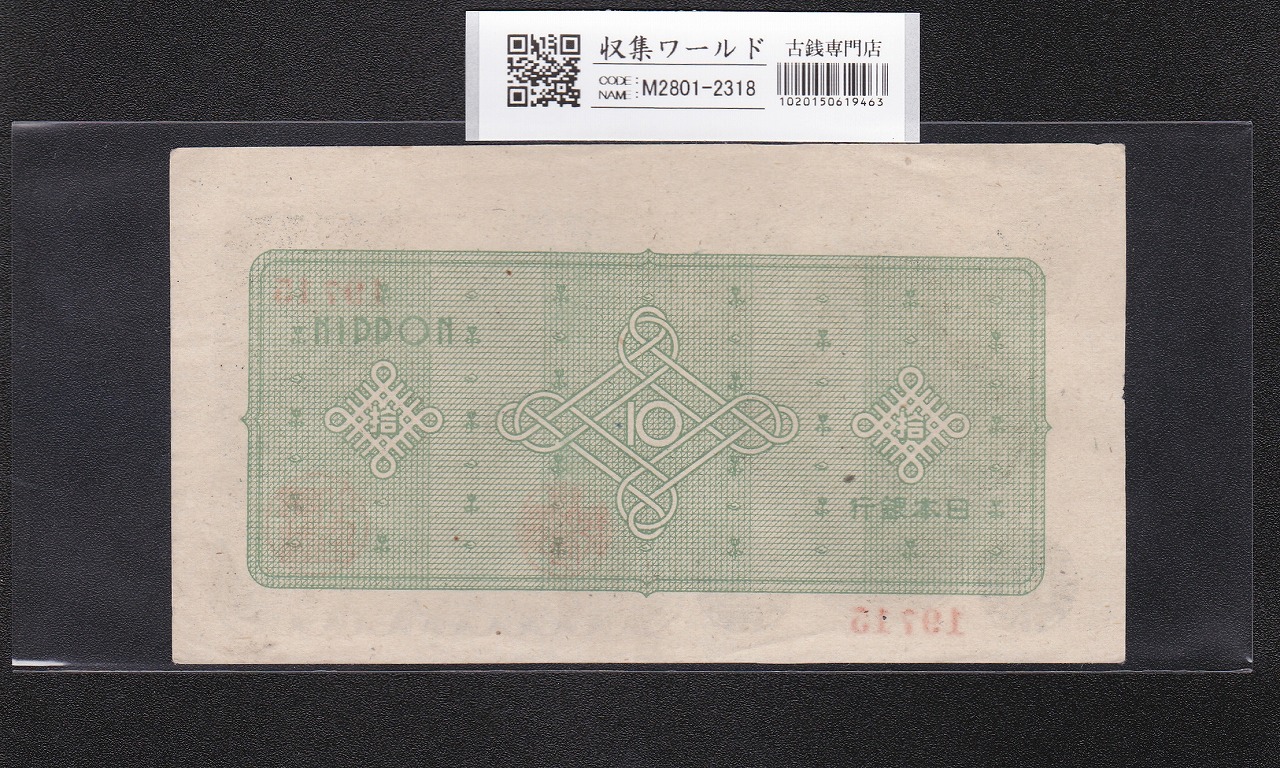 収集ワールド 古銭専門店
CODE:
NAME: M2801-2318
1020150619463
19715
NIPPON
拾 10 拾
行銀本日
19715